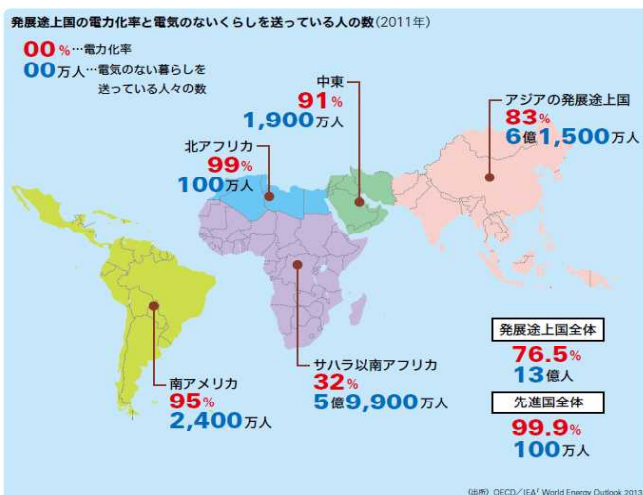 発展途上国の電力化率と電気のないくらしを送っている人の数(2011年)
00%…電力化率
00万人…電気のない暮らしを
送っている人々の数
中東
91%
1,900万人
アジアの発展途上国
83%
6億1,500万人
北アフリカ
99%
100万人
南アメリカ
95%
2,400万人
サハラ以南アフリカ
32%
5億9,900万人
発展途上国全体
76.5%
13億人
先進国全体
99.9%
100万人
(出所) OECD/IEA「World Energy Outlook 2013